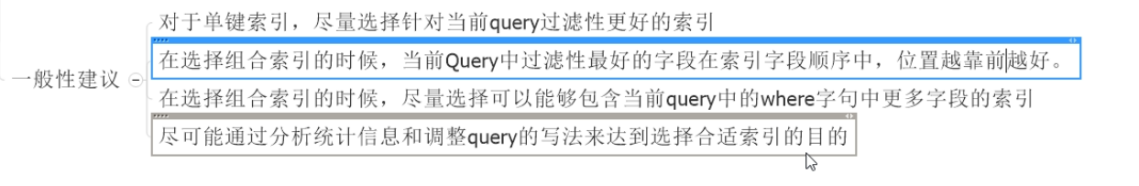 对于单键索引，尽量选择针对当前query过滤性更好的索引
在选择组合索引的时候，当前Query中过滤性最好的字段在索引字段顺序中，位置越靠前越好。
一般性建议
在选择组合索引的时候，尽量选择可以能够包含当前query中的where字句中更多字段的索引
尽可能通过分析统计信息和调整query的写法来达到选择合适索引的目的